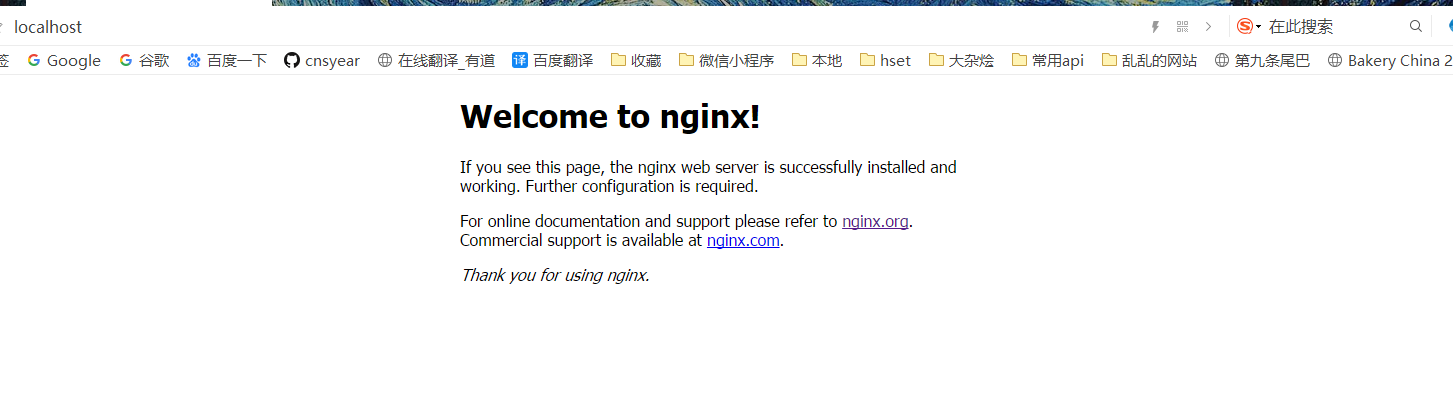 localhost
在此搜索
签 Google 谷歌 百度一下 cnsyear 在线翻译_有道 译 百度翻译 收藏 微信小程序 本地 hset 大杂烩 常用api 乱乱的网站 第九条尾巴 Bakery China 2
Welcome to nginx!
If you see this page, the nginx web server is successfully installed and
working. Further configuration is required.
For online documentation and support please refer to nginx.org.
Commercial support is available at nginx.com.
Thank you for using nginx.